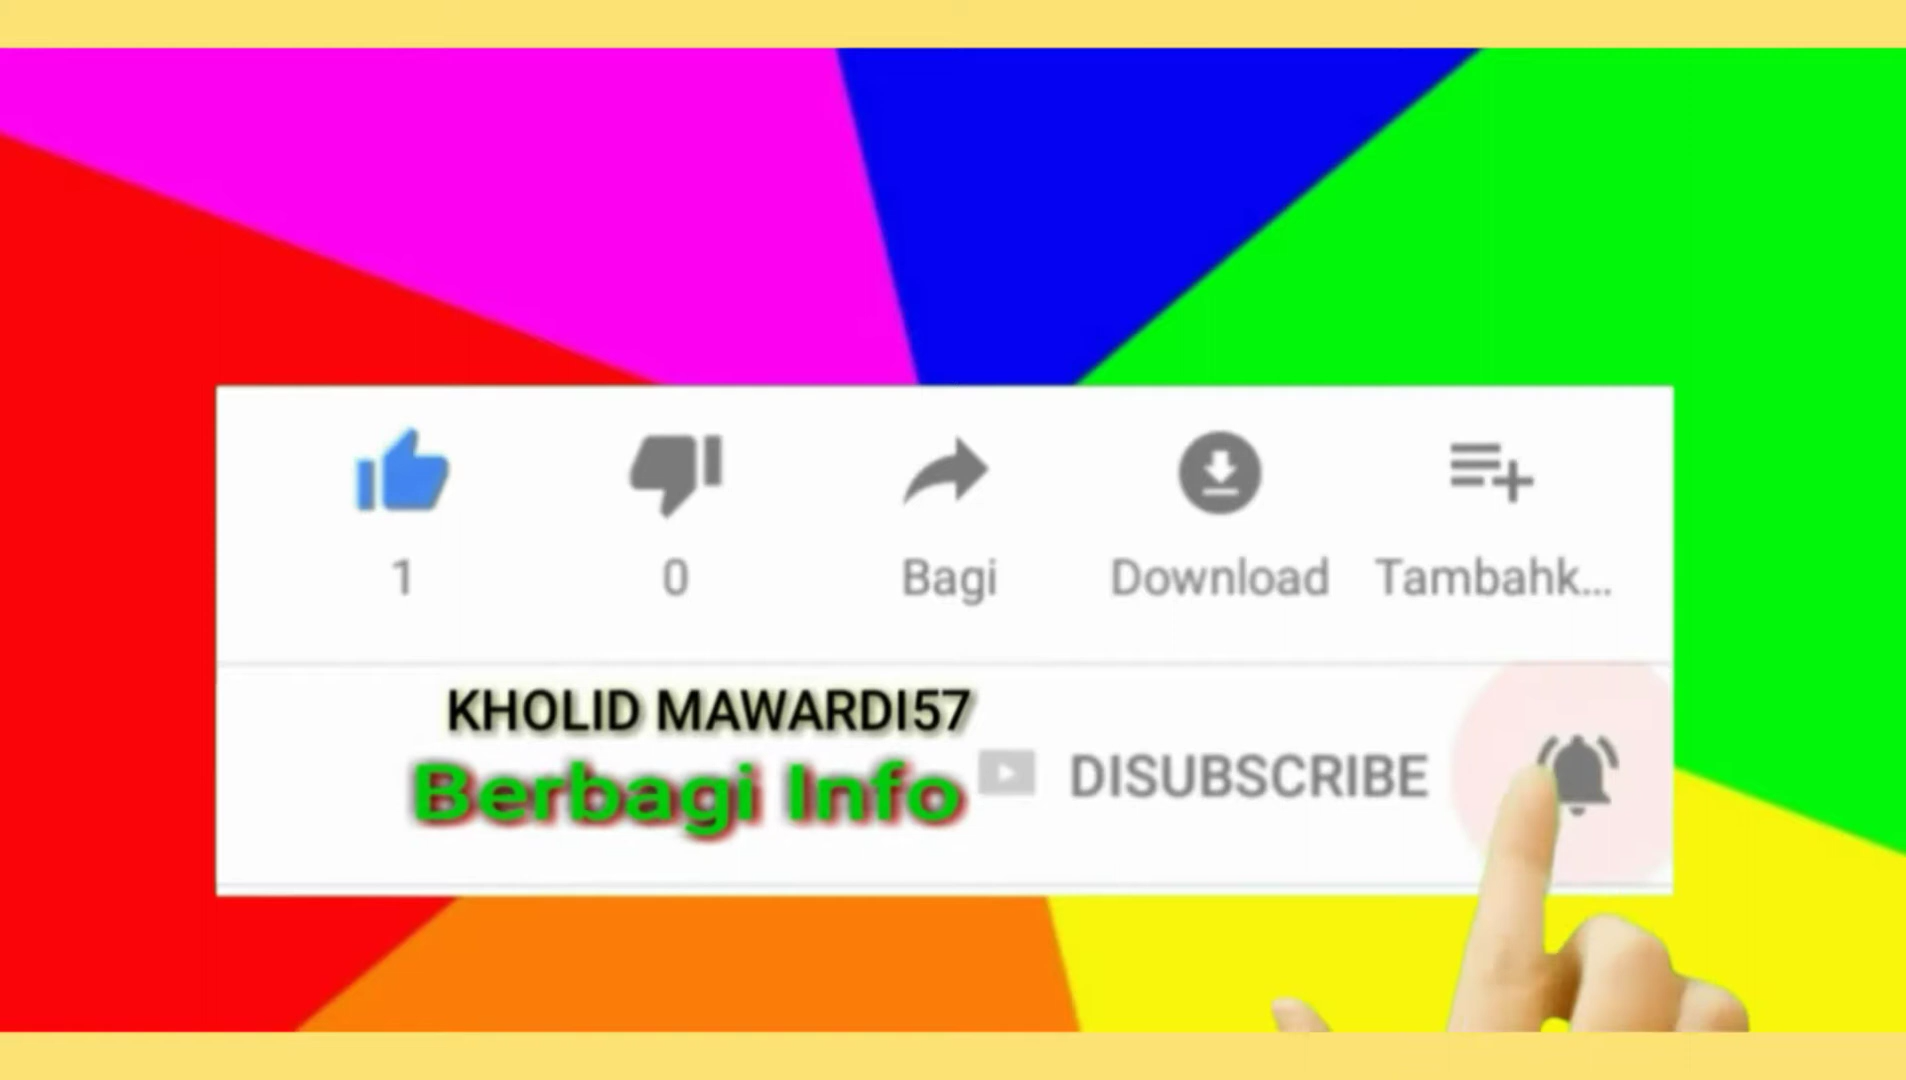 1
0
Bagi
Download
Tambahk...
KHOLID MAWARDI57
Berbagi Info
DISUBSCRIBE